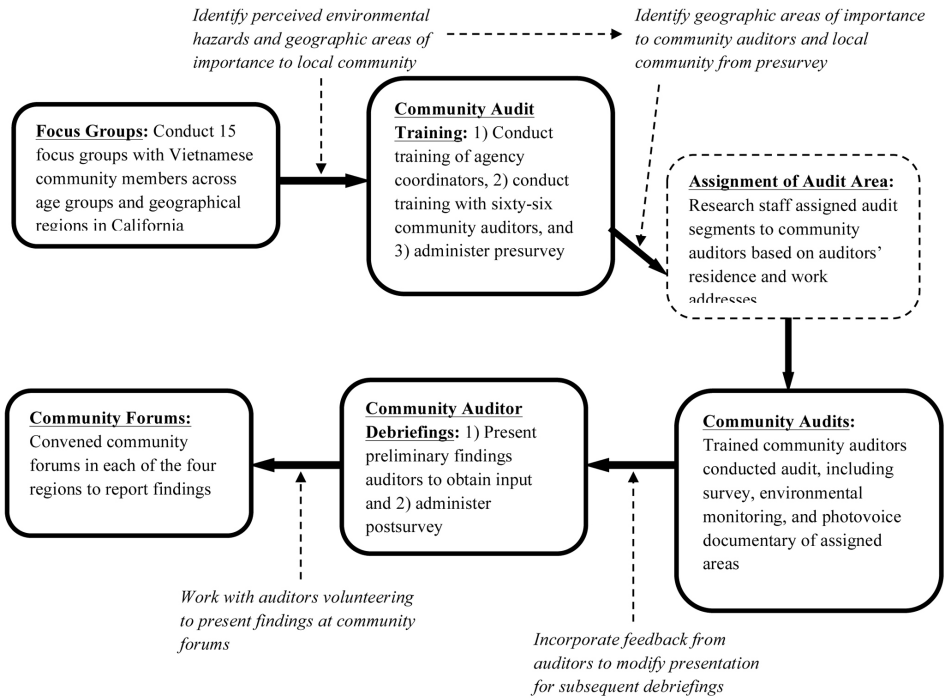 Identify perceived environmental
hazards and geographic areas of
importance to local community
Identify geographic areas of importance
to community auditors and local
community from presurvey
Focus Groups: Conduct 15
focus groups with Vietnamese
community members across
age groups and geographical
regions in California
Community Audit
Training: 1) Conduct
training of agency
coordinators, 2) conduct
training with sixty-six
community auditors, and
3) administer presurvey
Assignment of Audit Area:
Research staff assigned audit
segments to community
auditors based on auditors’
residence and work
addresses
Community Audits:
Trained community auditors
conducted audit, including
survey, environmental
monitoring, and photovoice
documentary of assigned
areas
Community Auditor
Debriefings: 1) Present
preliminary findings
auditors to obtain input
and 2) administer
postsurvey
Community Forums:
Convened community
forums in each of the four
regions to report findings
Work with auditors volunteering
to present findings at community
forums
Incorporate feedback from
auditors to modify presentation
for subsequent debriefings